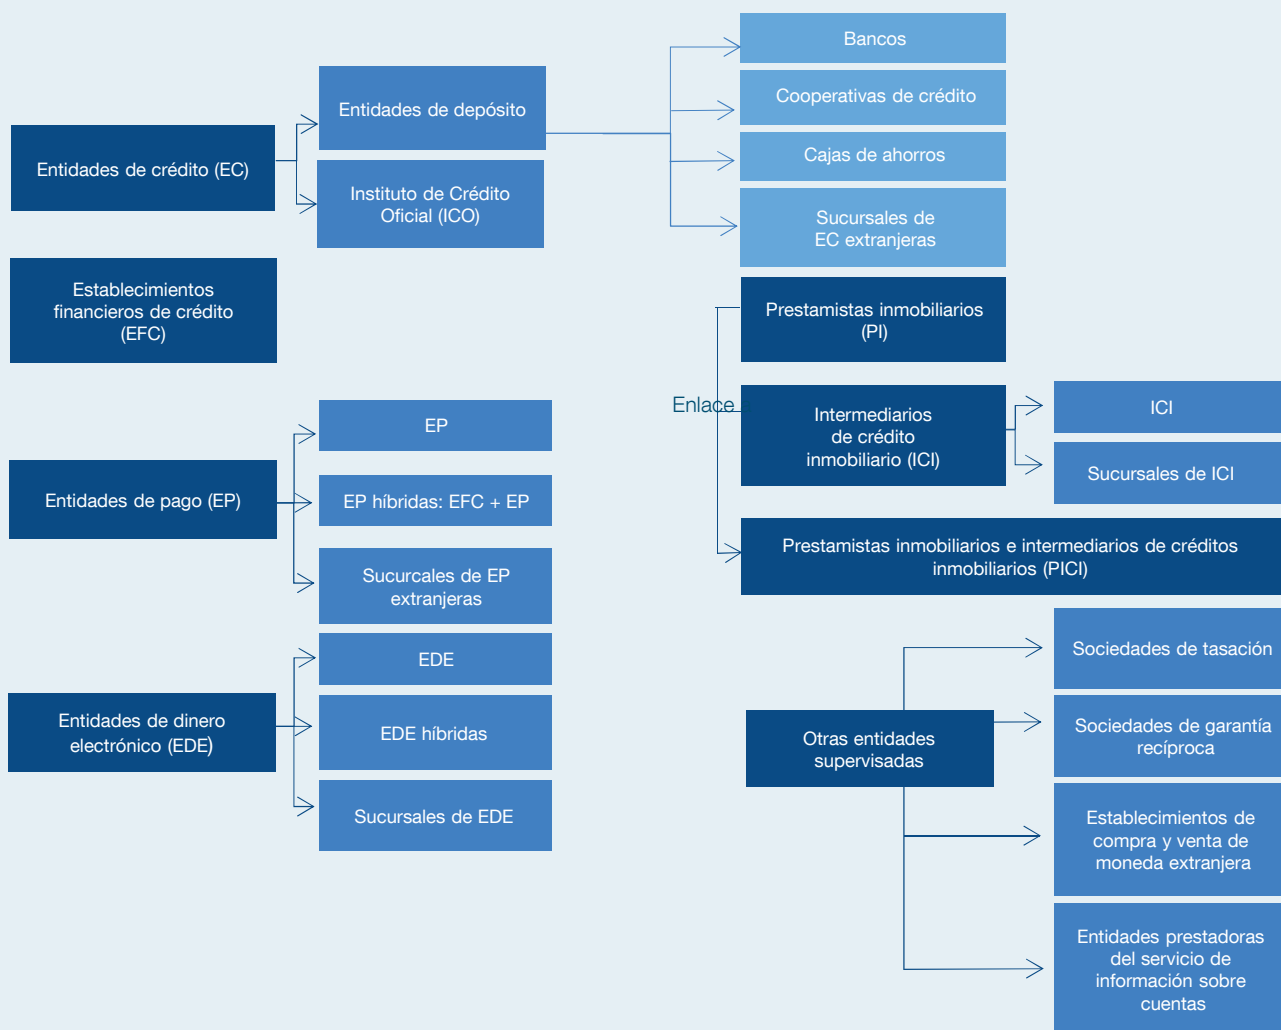 Entidades de crédito (EC)
Entidades de depósito
Instituto de Crédito
Oficial (ICO)
Bancos
Cooperativas de crédito
Cajas de ahorros
Sucursales de
EC extranjeras
Establecimientos
financieros de crédito
(EFC)
Entidades de pago (EP)
EP
EP híbridas: EFC + EP
Sucurcales de EP
extranjeras
Entidades de dinero
electrónico (EDE)
EDE
EDE híbridas
Sucursales de EDE
Prestamistas inmobiliarios
(PI)
Enlace
Intermediarios
de crédito
inmobiliario (ICI)
ICI
Sucursales de ICI
Prestamistas inmobiliarios e intermediarios de créditos
inmobiliarios (PICI)
Otras entidades
supervisadas
Sociedades de tasación
Sociedades de garantía
recíproca
Establecimientos de
compra y venta de
moneda extranjera
Entidades prestadoras
del servicio de
información sobre
cuentas